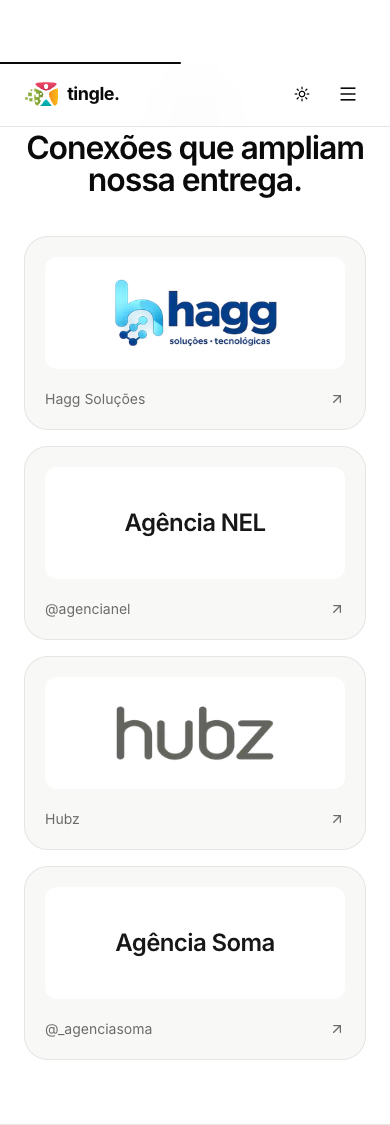 tingle.
Conexões que ampliam
nossa entrega.
hagg
soluções • tecnológicas
Hagg Soluções
Agência NEL
@agencianel
hubz
Hubz
Agência Soma
@_agenciasoma